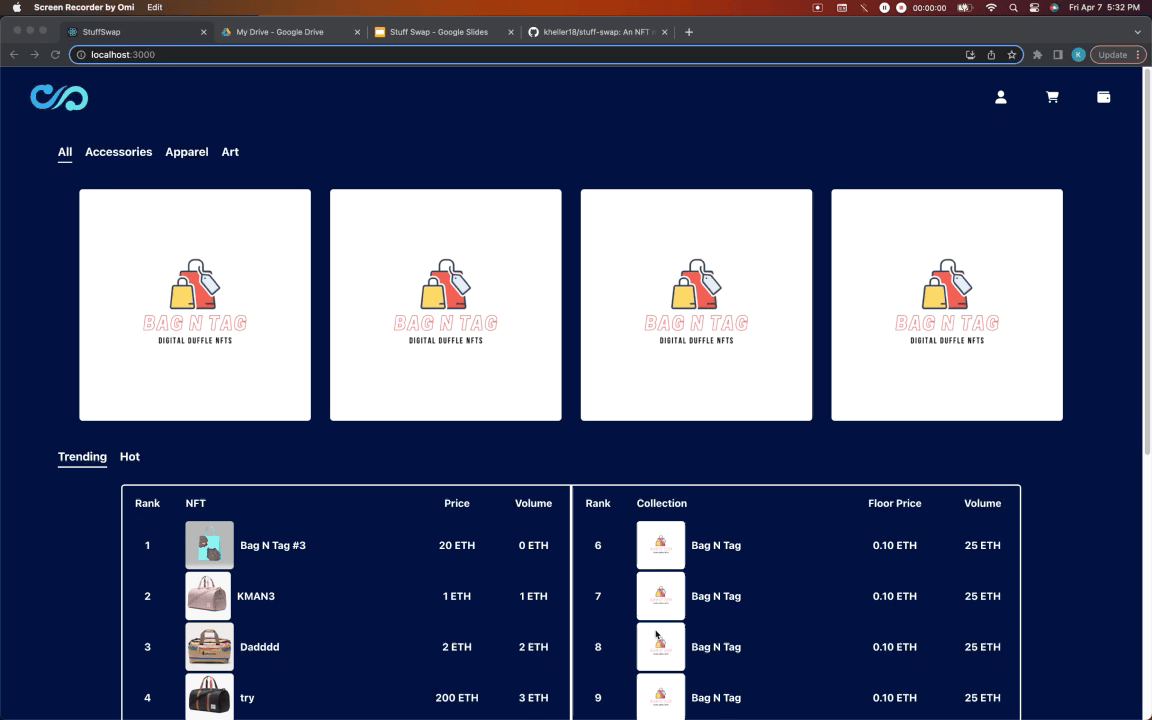 Screen Recorder by Omi Edit 00:00:00 Fri Apr 7 5:32 PM
StuffSwap My Drive - Google Drive Stuff Swap - Google Slides kheller18/stuff-swap: An NFT
localhost:3000 K Update
All Accessories Apparel Art
BAG N TAG BAG N TAG BAG N TAG BAG N TAG
DIGITAL DUFFLE NFTS DIGITAL DUFFLE NFTS DIGITAL DUFFLE NFTS DIGITAL DUFFLE NFTS
Trending Hot
Rank NFT Price Volume Rank Collection Floor Price Volume
1 Bag N Tag #3 20 ETH 0 ETH 6 Bag N Tag 0.10 ETH 25 ETH
2 KMAN3 1 ETH 1 ETH 7 Bag N Tag 0.10 ETH 25 ETH
3 Dadddd 2 ETH 2 ETH 8 Bag N Tag 0.10 ETH 25 ETH
4 try 200 ETH 3 ETH 9 Bag N Tag 0.10 ETH 25 ETH